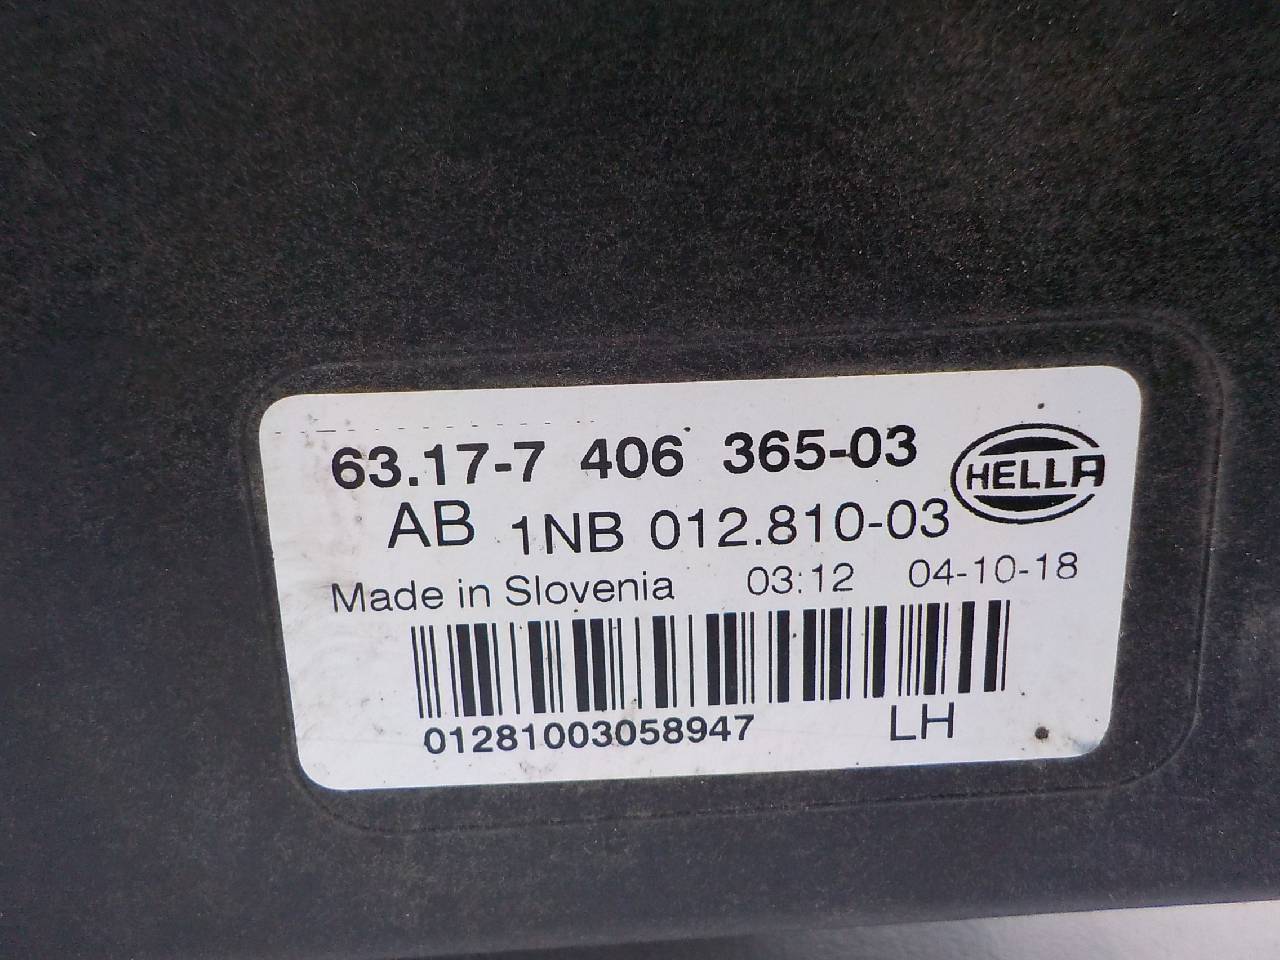 63.17-7 406 365-03
HELLA
AB 1NB 012.810-03
Made in Slovenia 03:12 04-10-18
01281003058947 LH